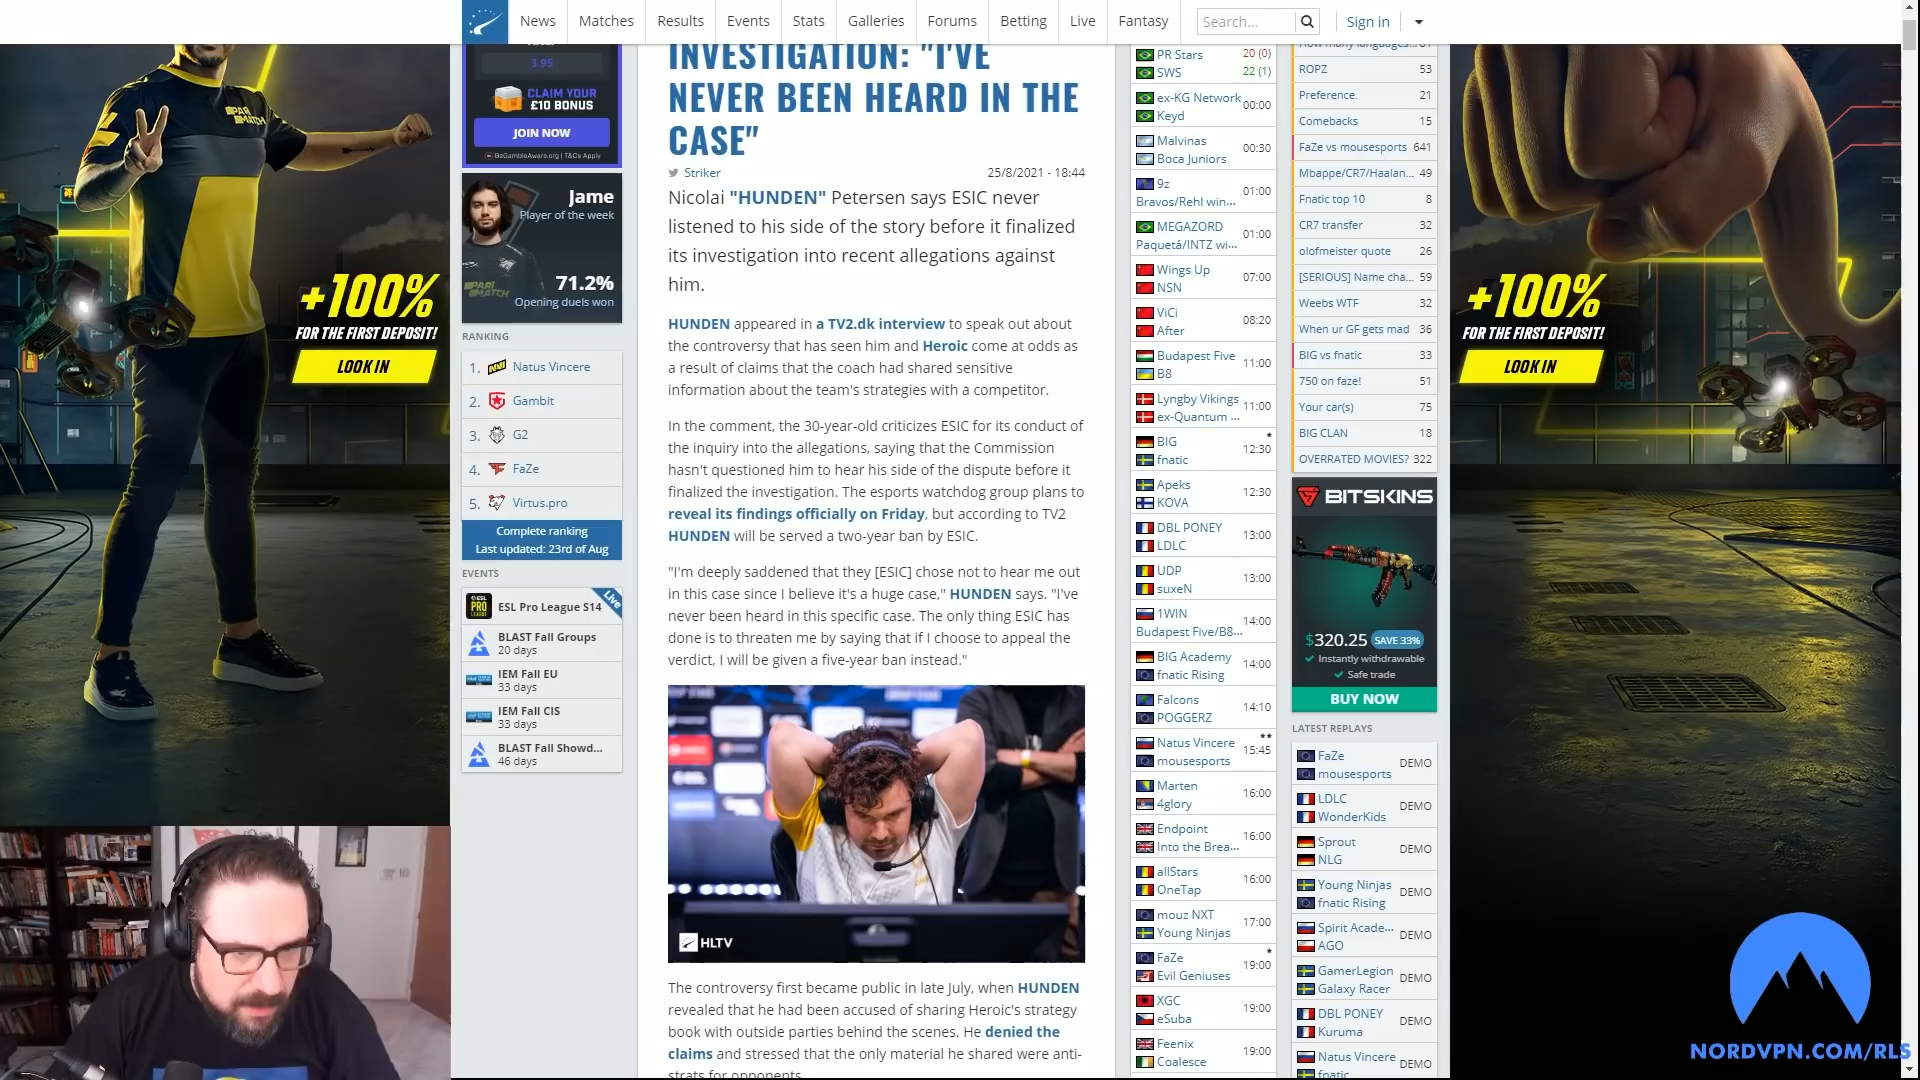 News
Matches
Results
Events
Stats
Galleries
Forums
Betting
Live
Fantasy
Search...
Sign in
PARI MATCH
+100%
FOR THE FIRST DEPOSIT!
LOOK IN
3.95
CLAIM YOUR
£10 BONUS
JOIN NOW
BeGambleAware.org | T&Cs Apply
Jame
Player of the week
71.2%
Opening duels won
PARI MATCH
RANKING
1. Natus Vincere
2. Gambit
3. G2
4. FaZe
5. Virtus.pro
Complete ranking
Last updated: 23rd of Aug
EVENTS
ESL Pro League S14
Live
BLAST Fall Groups
20 days
IEM Fall EU
33 days
IEM Fall CIS
33 days
BLAST Fall Showd...
46 days
INVESTIGATION: "I'VE
NEVER BEEN HEARD IN THE
CASE"
Striker 25/8/2021 - 18:44
Nicolai "HUNDEN" Petersen says ESIC never
listened to his side of the story before it finalized
its investigation into recent allegations against
him.
HUNDEN appeared in a TV2.dk interview to speak out about
the controversy that has seen him and Heroic come at odds as
a result of claims that the coach had shared sensitive
information about the team's strategies with a competitor.
In the comment, the 30-year-old criticizes ESIC for its conduct of
the inquiry into the allegations, saying that the Commission
hasn't questioned him to hear his side of the dispute before it
finalized the investigation. The esports watchdog group plans to
reveal its findings officially on Friday, but according to TV2
HUNDEN will be served a two-year ban by ESIC.
"I'm deeply saddened that they [ESIC] chose not to hear me out
in this case since I believe it's a huge case," HUNDEN says. "I've
never been heard in this specific case. The only thing ESIC has
done is to threaten me by saying that if I choose to appeal the
verdict, I will be given a five-year ban instead."
HLTV
The controversy first became public in late July, when HUNDEN
revealed that he had been accused of sharing Heroic's strategy
book with outside parties behind the scenes. He denied the
claims and stressed that the only material he shared were anti-
strats for opponents.
PR Stars 20 (0)
SWS 22 (1)
ex-KG Network
Keyd
00:00
Malvinas
Boca Juniors
00:30
9z
Bravos/Rehl win...
01:00
MEGAZORD
Paquetá/INTZ wi...
01:00
Wings Up
NSN
07:00
ViCi
After
08:20
Budapest Five
B8
11:00
Lyngby Vikings
ex-Quantum ...
11:00
BIG
fnatic
12:30
Apeks
KOVA
12:30
DBL PONEY
LDLC
13:00
UDP
suxeN
13:00
1WIN
Budapest Five/B8...
14:00
BIG Academy
fnatic Rising
14:00
Falcons
POGGERZ
14:10
Natus Vincere
mousesports
15:45
Marten
4glory
16:00
Endpoint
Into the Brea...
16:00
allStars
OneTap
16:00
mouz NXT
Young Ninjas
17:00
FaZe
Evil Geniuses
19:00
XGC
eSuba
19:00
Feenix
Coalesce
19:00
How many languages...
ROPZ 53
Preference. 21
Comebacks 15
FaZe vs mousesports 641
Mbappe/CR7/Haalan... 49
Fnatic top 10 8
CR7 transfer 32
olofmeister quote 26
[SERIOUS] Name cha... 59
Weebs WTF 32
When ur GF gets mad 36
BIG vs fnatic 33
750 on faze! 51
Your car(s) 75
BIG CLAN 18
OVERRATED MOVIES? 322
BITSKINS
$320.25 SAVE 33%
Instantly withdrawable
Safe trade
BUY NOW
LATEST REPLAYS
FaZe
mousesports
DEMO
LDLC
WonderKids
DEMO
Sprout
NLG
DEMO
Young Ninjas
fnatic Rising
DEMO
Spirit Acade...
AGO
DEMO
GamerLegion
Galaxy Racer
DEMO
DBL PONEY
Kuruma
DEMO
Natus Vincere
fnatic
DEMO
+100%
FOR THE FIRST DEPOSIT!
LOOK IN
NORDVPN.COM/RLS